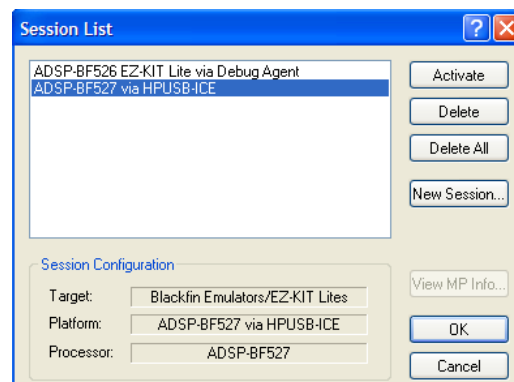 Session List
ADSP-BF526 EZ-KIT Lite via Debug Agent
ADSP-BF527 via HPUSB-ICE
Activate
Delete
Delete All
New Session...
Session Configuration
Target: Blackfin Emulators/EZ-KIT Lites
Platform: ADSP-BF527 via HPUSB-ICE
Processor: ADSP-BF527
View MP Info...
OK
Cancel